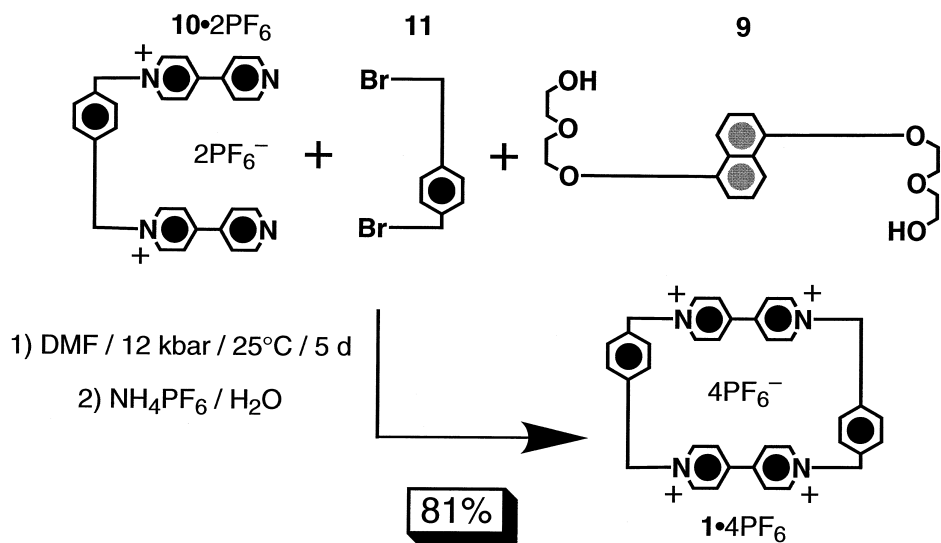 10•2PF6 11 9
+ N N Br OH
O
2PF6− + + O O
O
Br HO
N N
+
+ +
N N
1) DMF / 12 kbar / 25°C / 5 d
4PF6−
2) NH4PF6 / H2O
N N
+ +
81%
1•4PF6